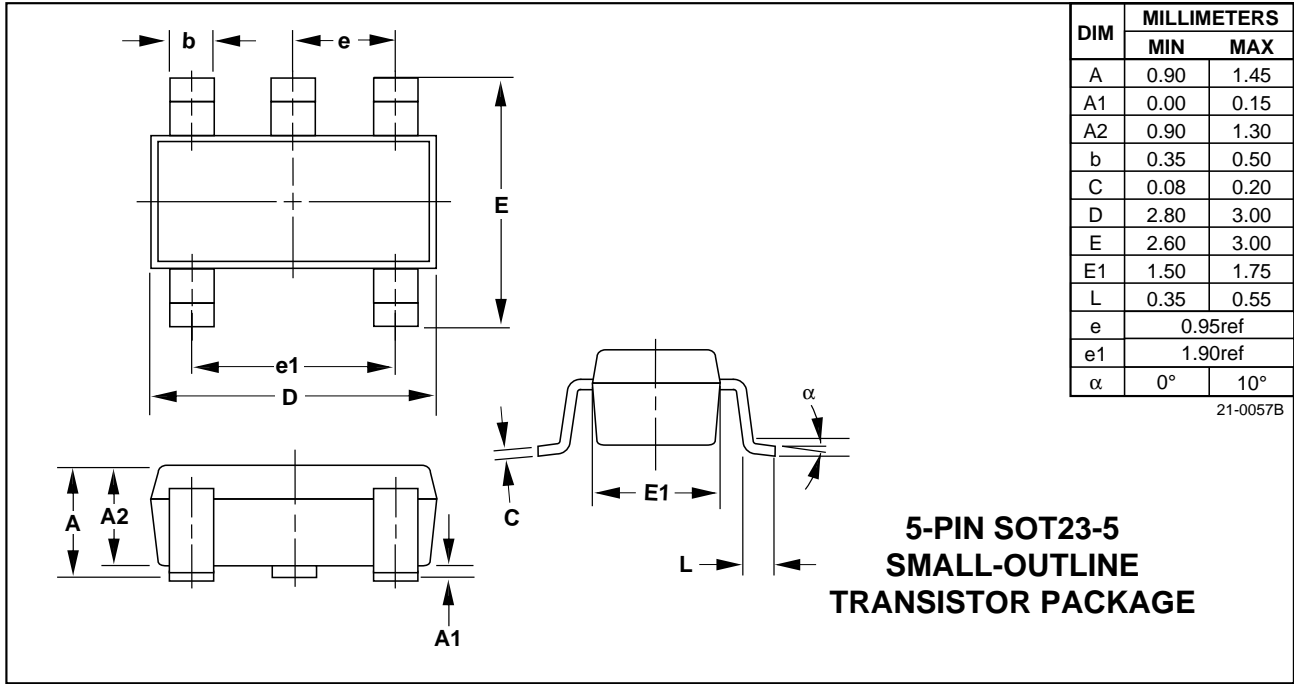 b
e
E
e1
D
A
A2
A1
C
E1
L
α
DIM MILLIMETERS
MIN MAX
A 0.90 1.45
A1 0.00 0.15
A2 0.90 1.30
b 0.35 0.50
C 0.08 0.20
D 2.80 3.00
E 2.60 3.00
E1 1.50 1.75
L 0.35 0.55
e 0.95ref
e1 1.90ref
α 0° 10°
21-0057B
5-PIN SOT23-5
SMALL-OUTLINE
TRANSISTOR PACKAGE